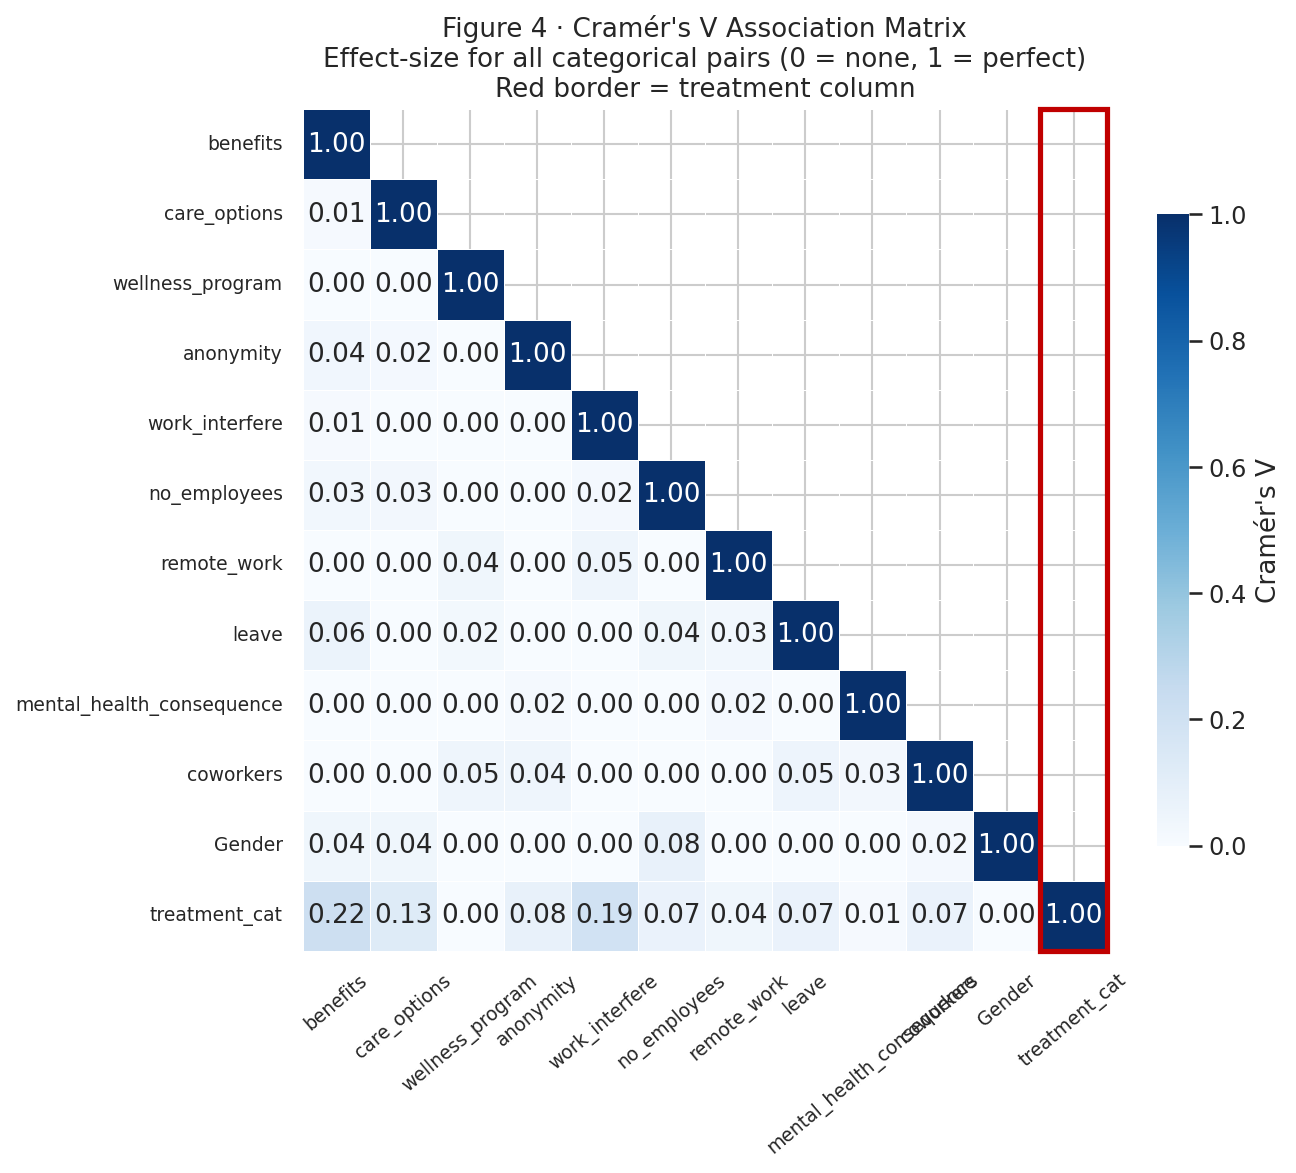 Figure 4 · Cramér's V Association Matrix
Effect-size for all categorical pairs (0 = none, 1 = perfect)
Red border = treatment column
benefits 1.00
care_options 0.01 1.00
wellness_program 0.00 0.00 1.00
anonymity 0.04 0.02 0.00 1.00
work_interfere 0.01 0.00 0.00 0.00 1.00
no_employees 0.03 0.03 0.00 0.00 0.02 1.00
remote_work 0.00 0.00 0.04 0.00 0.05 0.00 1.00
leave 0.06 0.00 0.02 0.00 0.00 0.04 0.03 1.00
mental_health_consequence 0.00 0.00 0.00 0.02 0.00 0.00 0.02 0.00 1.00
coworkers 0.00 0.00 0.05 0.04 0.00 0.00 0.00 0.05 0.03 1.00
Gender 0.04 0.04 0.00 0.00 0.00 0.08 0.00 0.00 0.00 0.02 1.00
treatment_cat 0.22 0.13 0.00 0.08 0.19 0.07 0.04 0.07 0.01 0.07 0.00 1.00
benefits
care_options
wellness_program
anonymity
work_interfere
no_employees
remote_work
leave
mental_health_consequence
coworkers
Gender
treatment_cat
1.0
0.8
0.6
0.4
0.2
0.0
Cramér's V